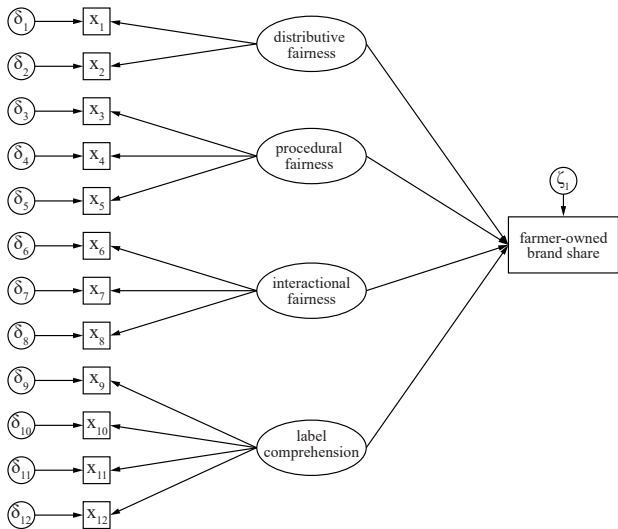 δ1 x1
δ2 x2
δ3 x3
δ4 x4
δ5 x5
δ6 x6
δ7 x7
δ8 x8
δ9 x9
δ10 x10
δ11 x11
δ12 x12
distributive
fairness
procedural
fairness
interactional
fairness
label
comprehension
ζ1
farmer-owned
brand share